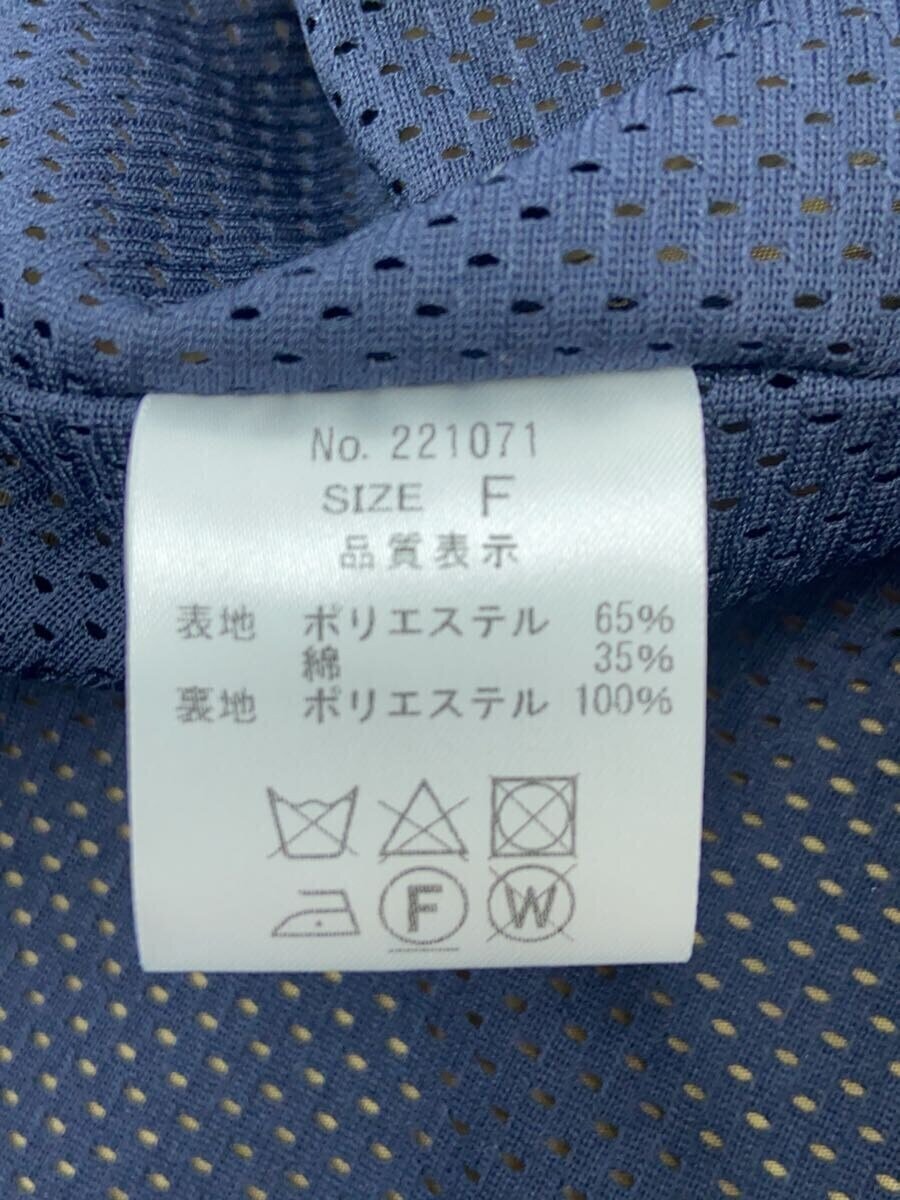 No. 221071
SIZE F
品質表示
表地 ポリエステル 65%
綿 35%
裏地 ポリエステル 100%
F W